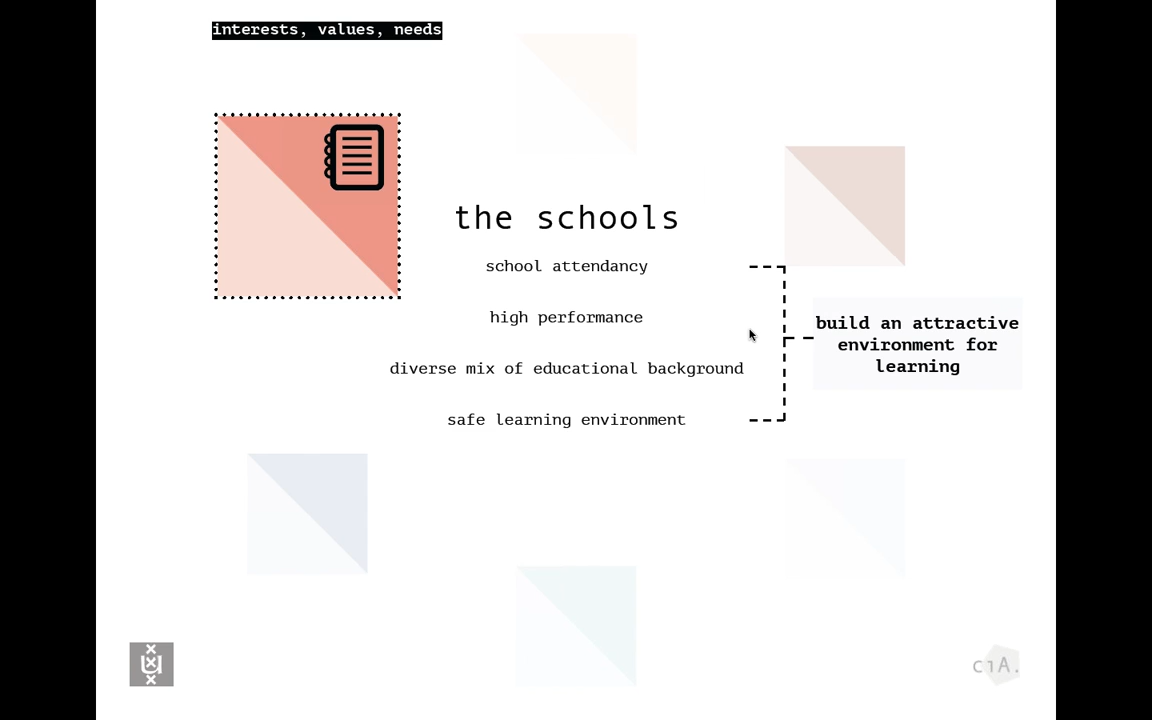 interests, values, needs
the schools
school attendancy
high performance
diverse mix of educational background
safe learning environment
build an attractive
environment for
learning
c1A.